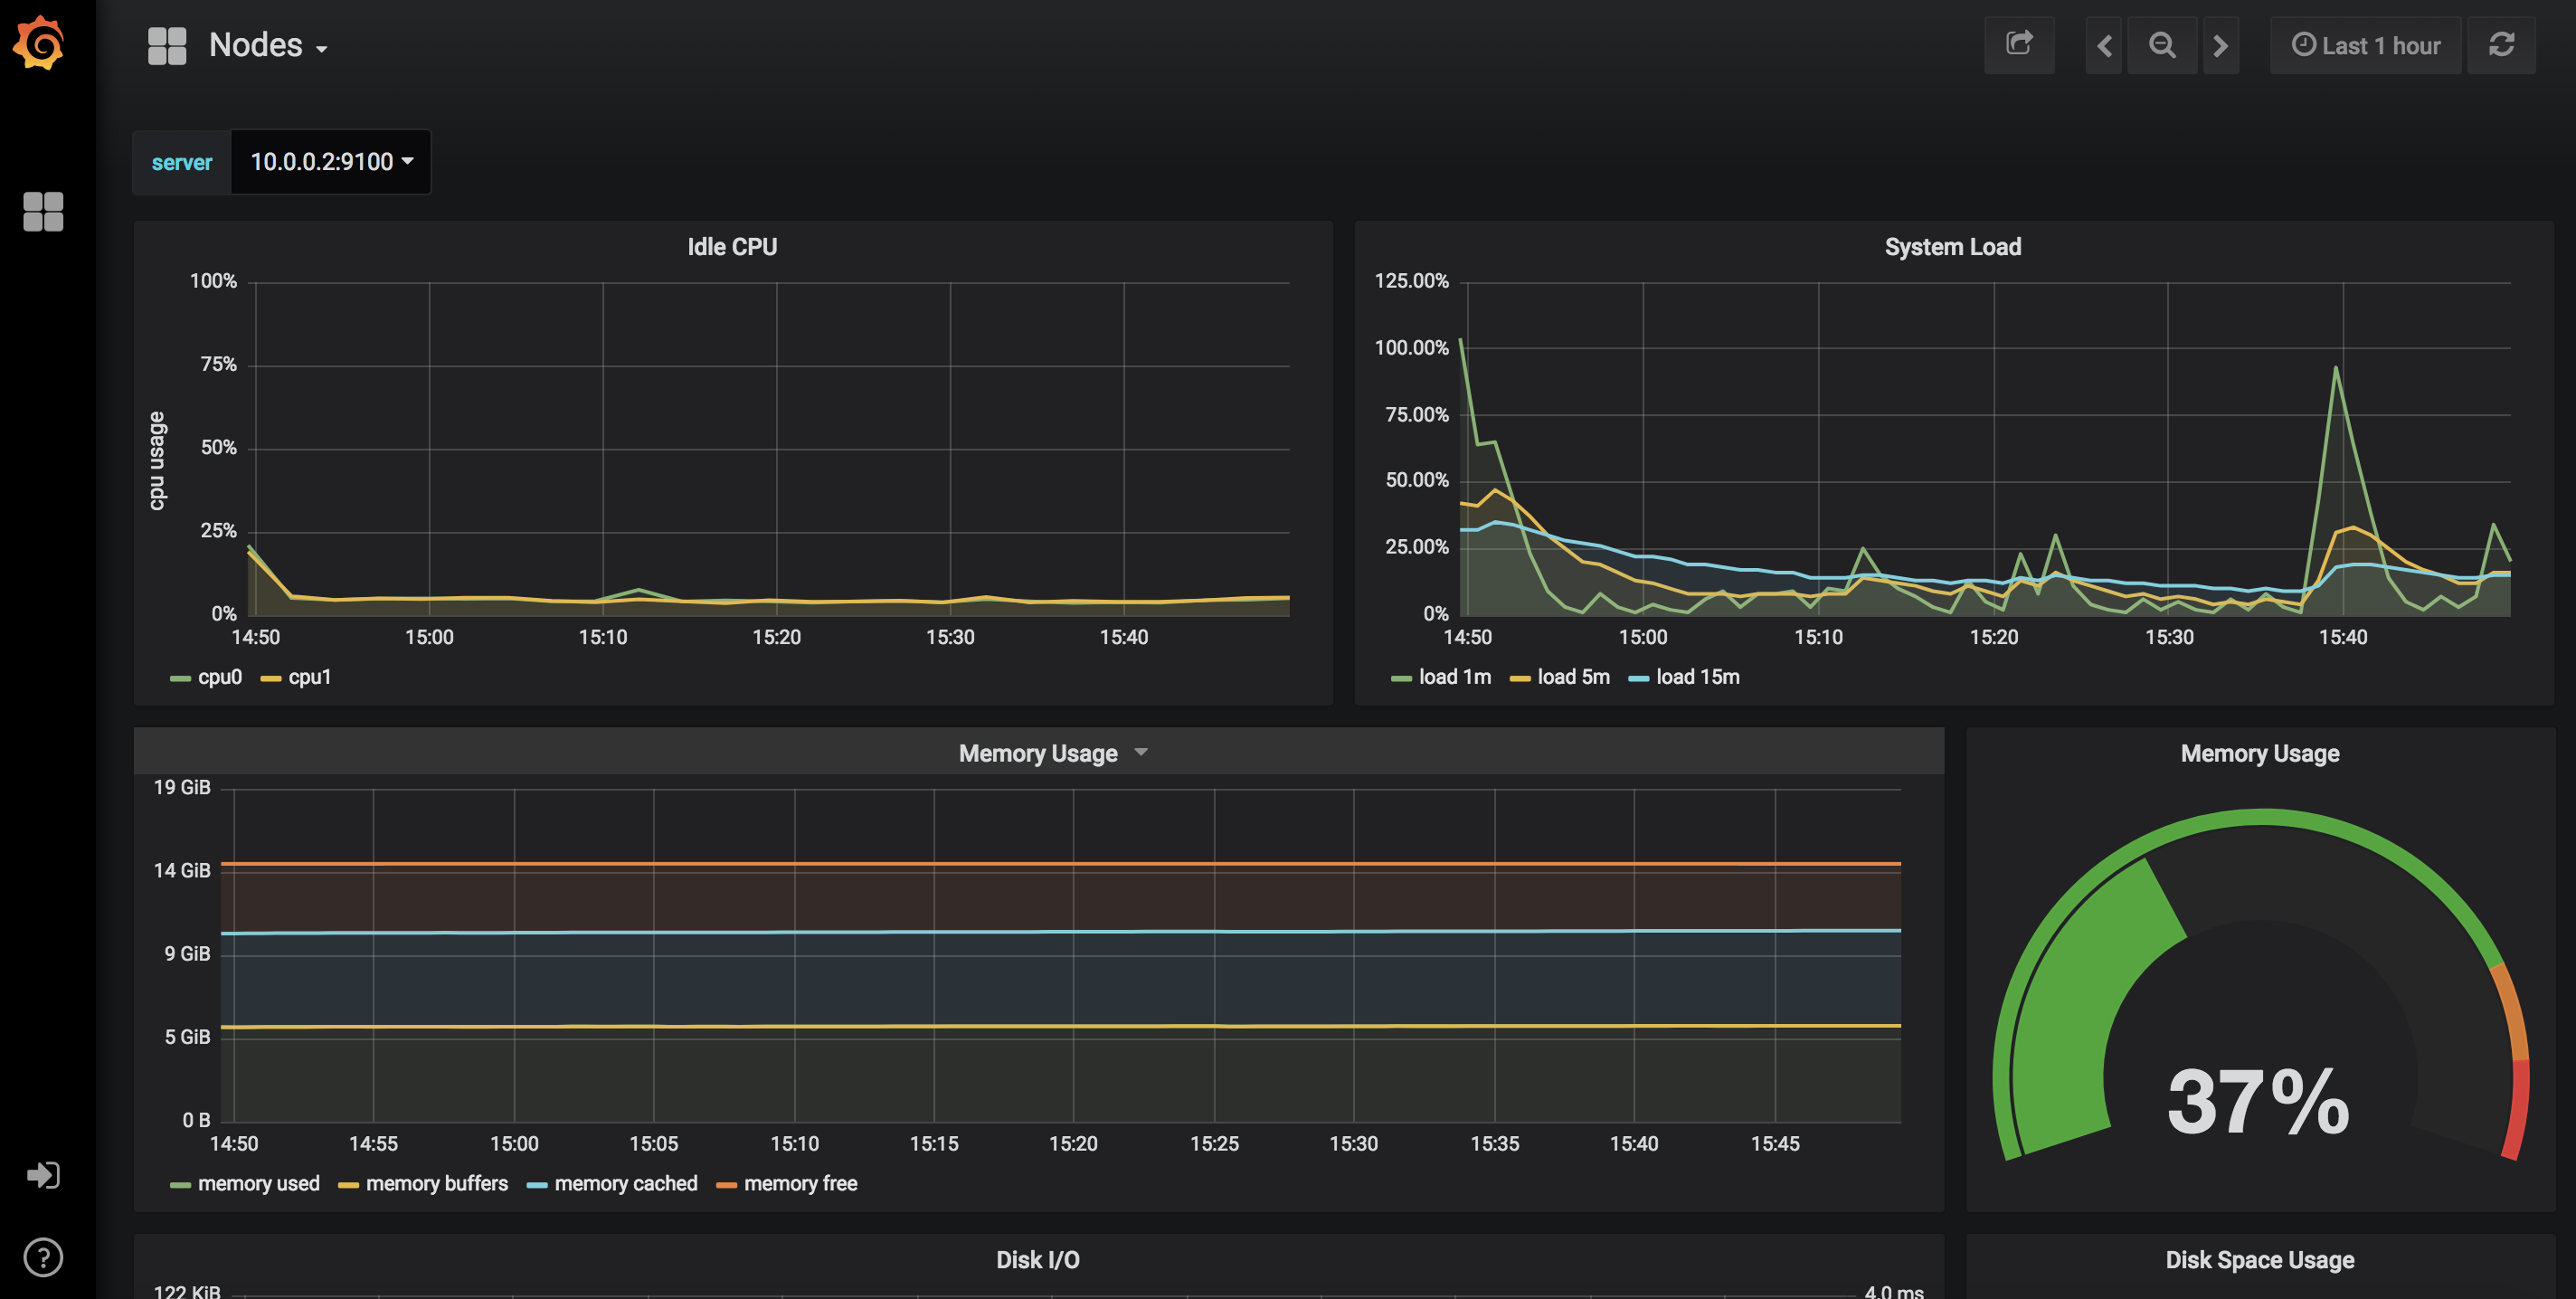 Nodes
Last 1 hour
server 10.0.0.2:9100
Idle CPU
100%
75%
50%
25%
0%
cpu usage
14:50 15:00 15:10 15:20 15:30 15:40
cpu0 cpu1
System Load
125.00%
100.00%
75.00%
50.00%
25.00%
0%
14:50 15:00 15:10 15:20 15:30 15:40
load 1m load 5m load 15m
Memory Usage
19 GiB
14 GiB
9 GiB
5 GiB
0 B
14:50 14:55 15:00 15:05 15:10 15:15 15:20 15:25 15:30 15:35 15:40 15:45
memory used memory buffers memory cached memory free
Memory Usage
37%
Disk I/O
122 KiB
4.0 ms
Disk Space Usage